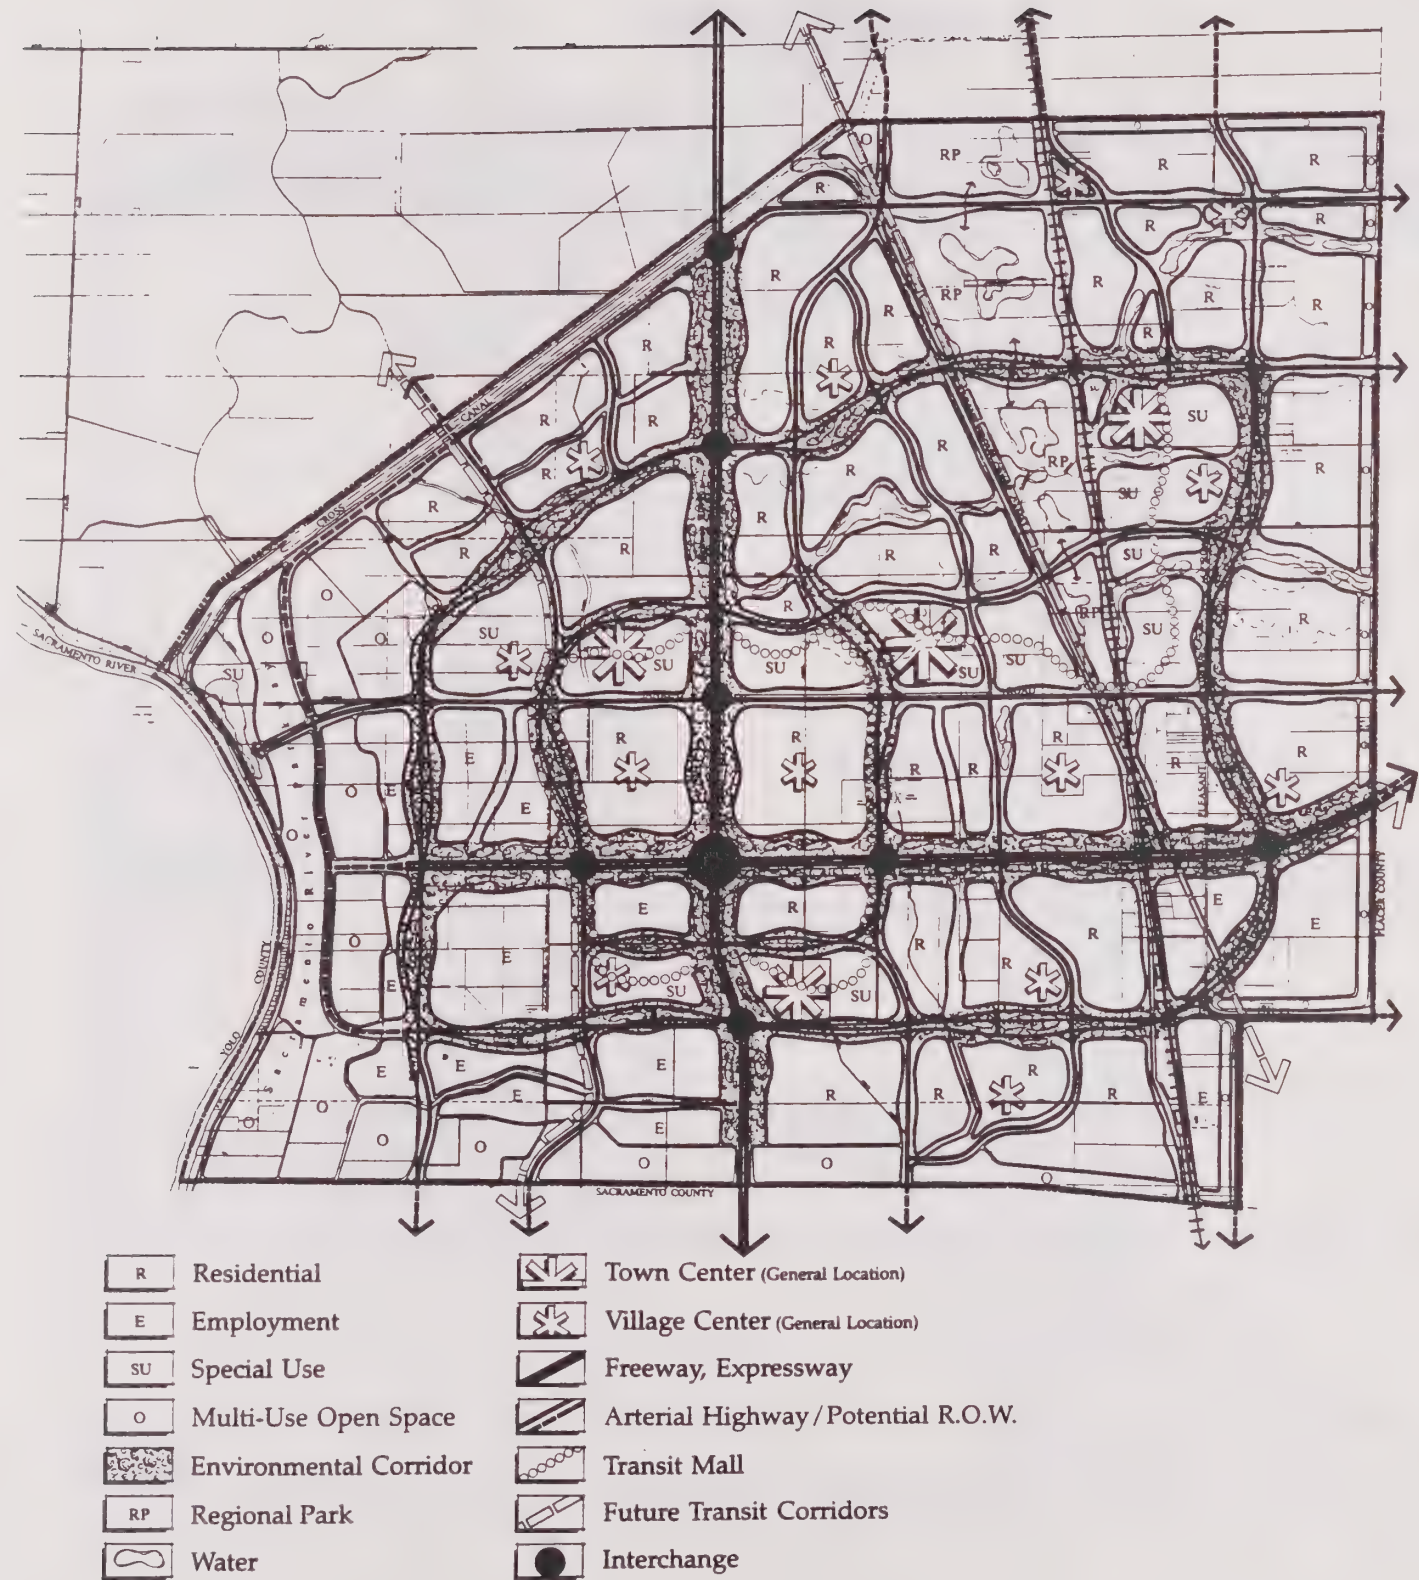 O
RP
R
R
R
R
R
O
R
RP
R
R
R
R
R
R
R
CANAL
R
R
SU
R
R
R
R
RP
SU
R
CROSS
R
R
R
R
R
R
SU
O
R
RP
SU
R
O
O
SU
SACRAMENTO RIVER
SU
SU
SU
SU
SU
R
R
R
R
R
R
R
E
O
E
E
PLEASANT
O
Sacramento River
PLACER COUNTY
E
R
E
E
O
R
R
R
E
E
SU
SU
YOLO
COUNTY
E
E
E
E
R
R
R
R
E
O
O
O
O
E
O
O
O
O
SACRAMENTO COUNTY
R Residential
E Employment
SU Special Use
O Multi-Use Open Space
Environmental Corridor
RP Regional Park
Water
Town Center (General Location)
Village Center (General Location)
Freeway, Expressway
Arterial Highway/Potential R.O.W.
Transit Mall
Future Transit Corridors
Interchange